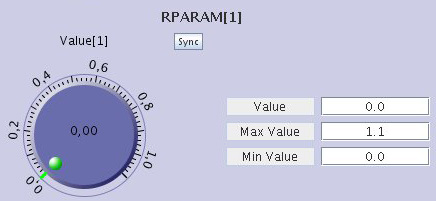 RPARAM[1]
Value[1]
Sync
0,0
0,2
0,4
0,6
0,8
1,0
0,00
Value 0.0
Max Value 1.1
Min Value 0.0